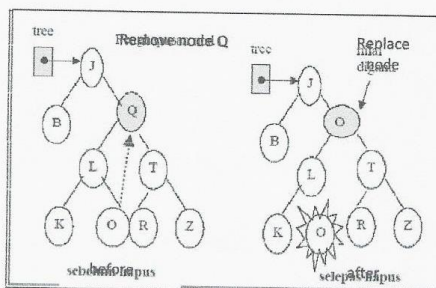 tree
Remove node Q
J
B
Q
L
T
K
O
R
Z
before
tree
Replace
node
J
O
B
L
T
K
O
R
Z
after